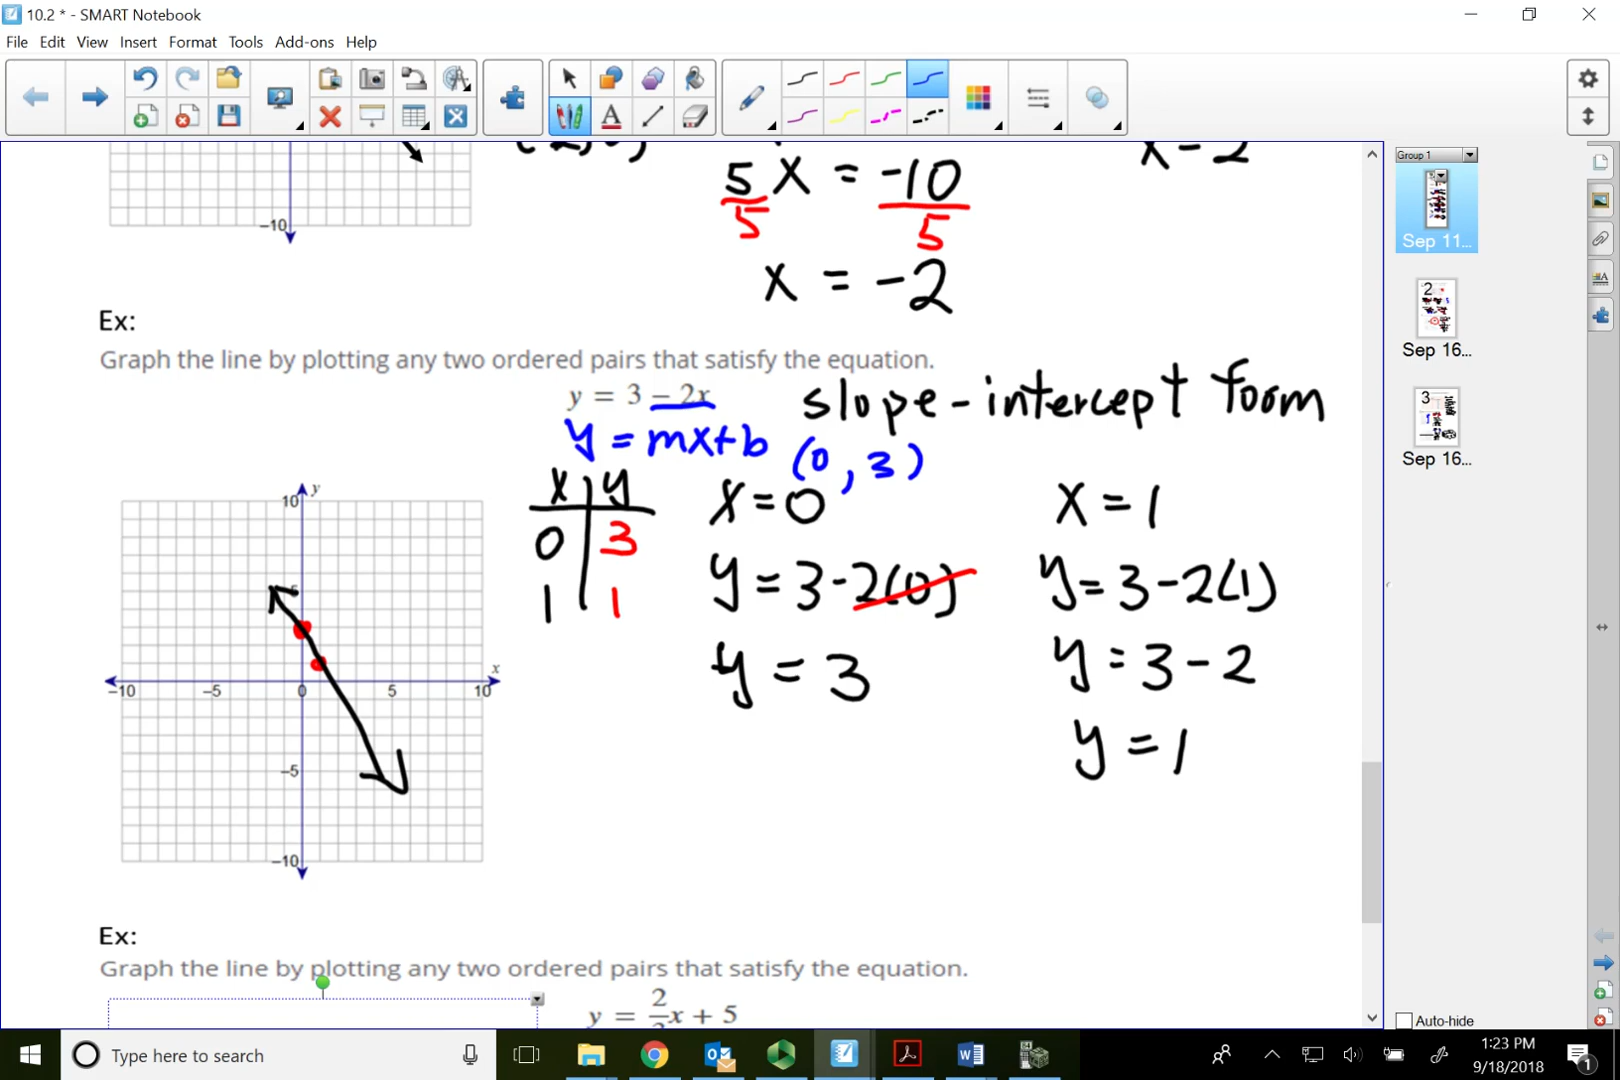 10.2 * - SMART Notebook
File Edit View Insert Format Tools Add-ons Help
5x = -10
5 5
x = -2
x = 2
-10
Ex:
Graph the line by plotting any two ordered pairs that satisfy the equation.
y = 3 - 2x
slope-intercept form
y = mx+b (0, 3)
x y
0 3
1 1
x=0
y=3-2(0)
y = 3
x = 1
y=3-2(1)
y=3-2
y=1
10 y
x
-10 -5 0 5 10
-5
-10
Ex:
Graph the line by plotting any two ordered pairs that satisfy the equation.
2
y = x + 5
Group 1
Sep 11...
2
Sep 16...
3
Sep 16...
Auto-hide
Type here to search
1:23 PM
9/18/2018
1